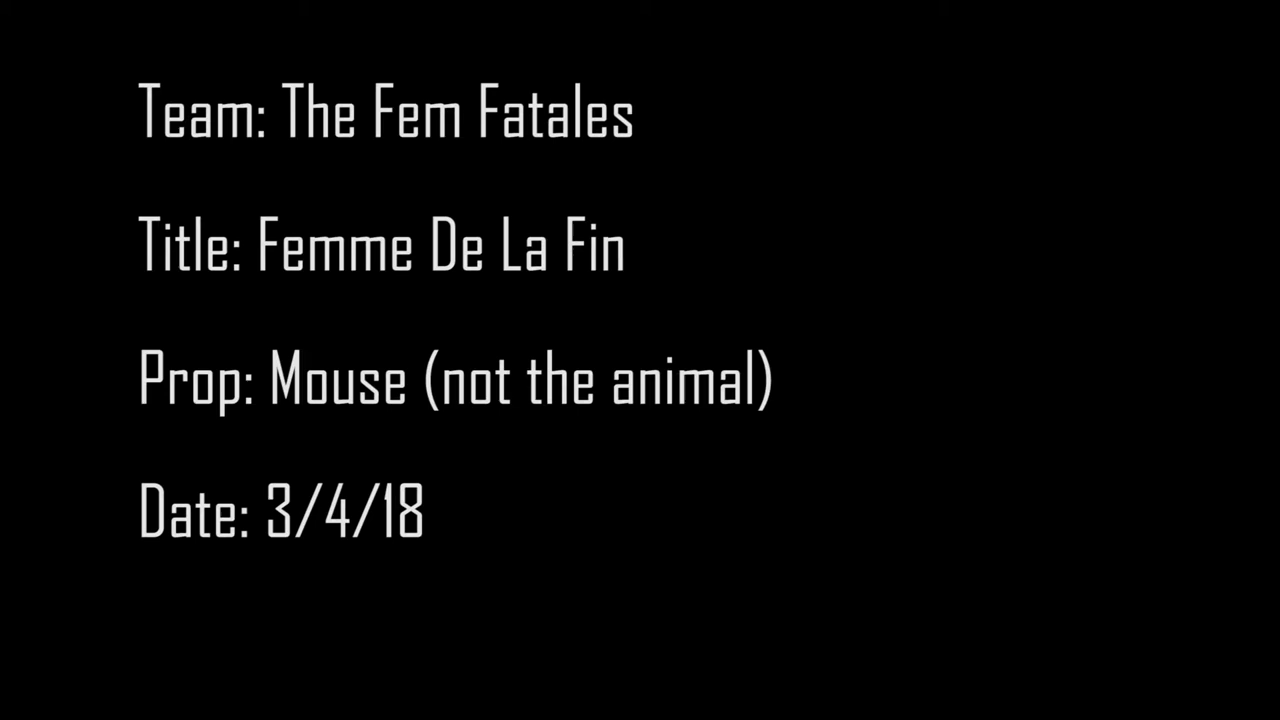 Team: The Fem Fatales
Title: Femme De La Fin
Prop: Mouse (not the animal)
Date: 3/4/18